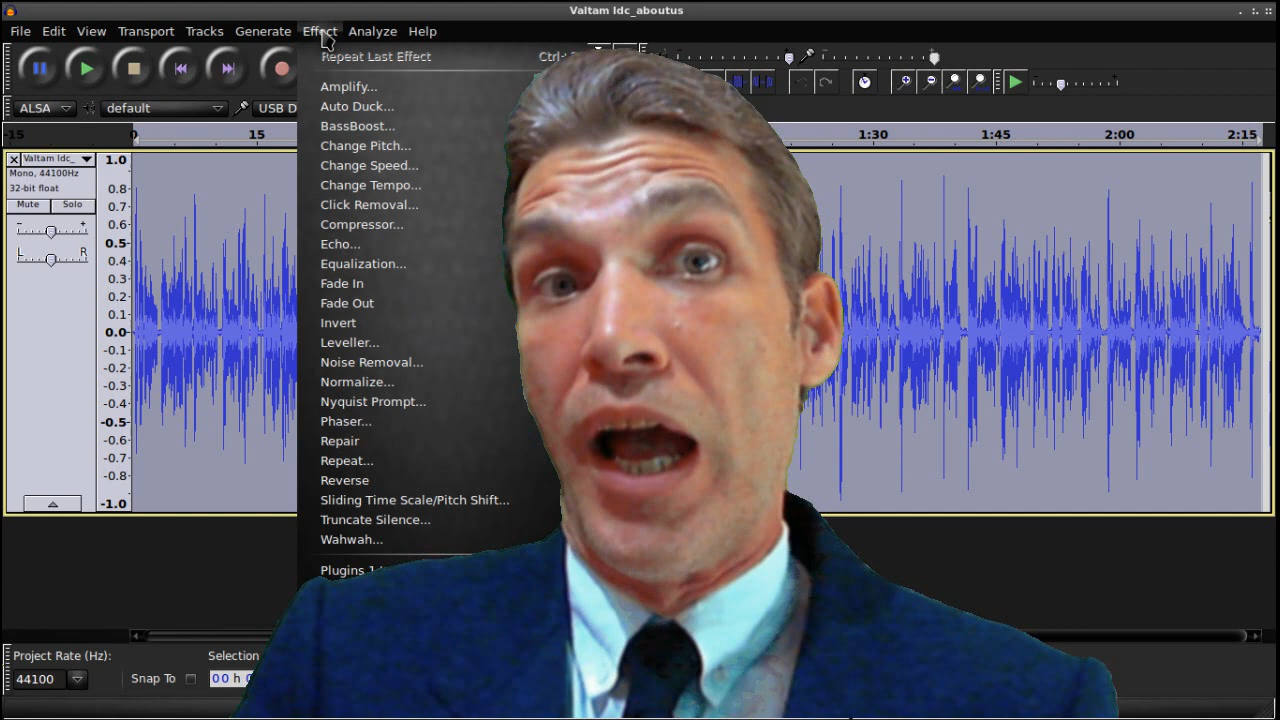 Valtam Idc_aboutus
File Edit View Transport Tracks Generate Effect Analyze Help
Repeat Last Effect
Amplify...
Auto Duck...
BassBoost...
Change Pitch...
Change Speed...
Change Tempo...
Click Removal...
Compressor...
Echo...
Equalization...
Fade In
Fade Out
Invert
Leveller...
Noise Removal...
Normalize...
Nyquist Prompt...
Phaser...
Repair
Repeat...
Reverse
Sliding Time Scale/Pitch Shift...
Truncate Silence...
Wahwah...
Plugins
ALSA default USB
-15 0 15 1:30 1:45 2:00 2:15
Valtam Idc_
Mono, 44100Hz
32-bit float
Mute Solo
- +
L R
1.0
0.8
0.7
0.6
0.5
0.4
0.3
0.2
0.1
0.0
-0.1
-0.2
-0.3
-0.4
-0.5
-0.6
-0.7
-0.8
-1.0
Project Rate (Hz): Selection
44100 Snap To 00 h